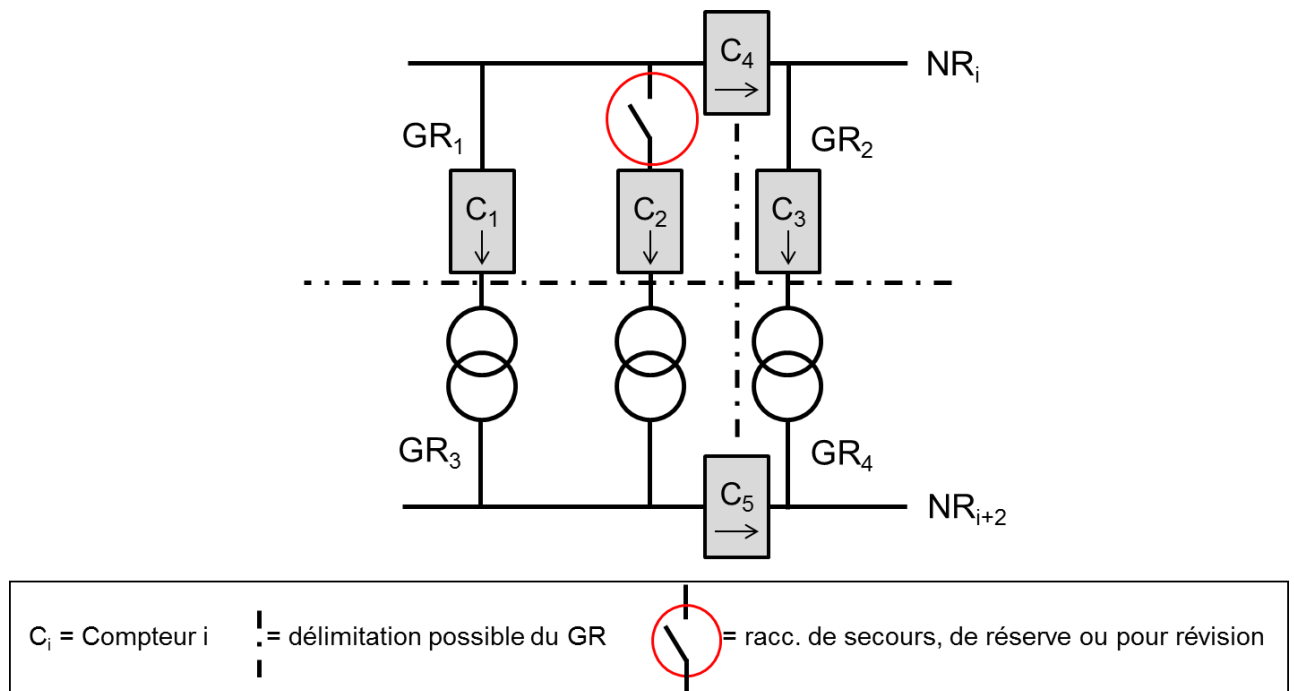 C₄
NRᵢ
GR₁
GR₂
C₁
C₂
C₃
GR₃
GR₄
C₅
NRᵢ₊₂
Cᵢ = Compteur i
= délimitation possible du GR
= racc. de secours, de réserve ou pour révision